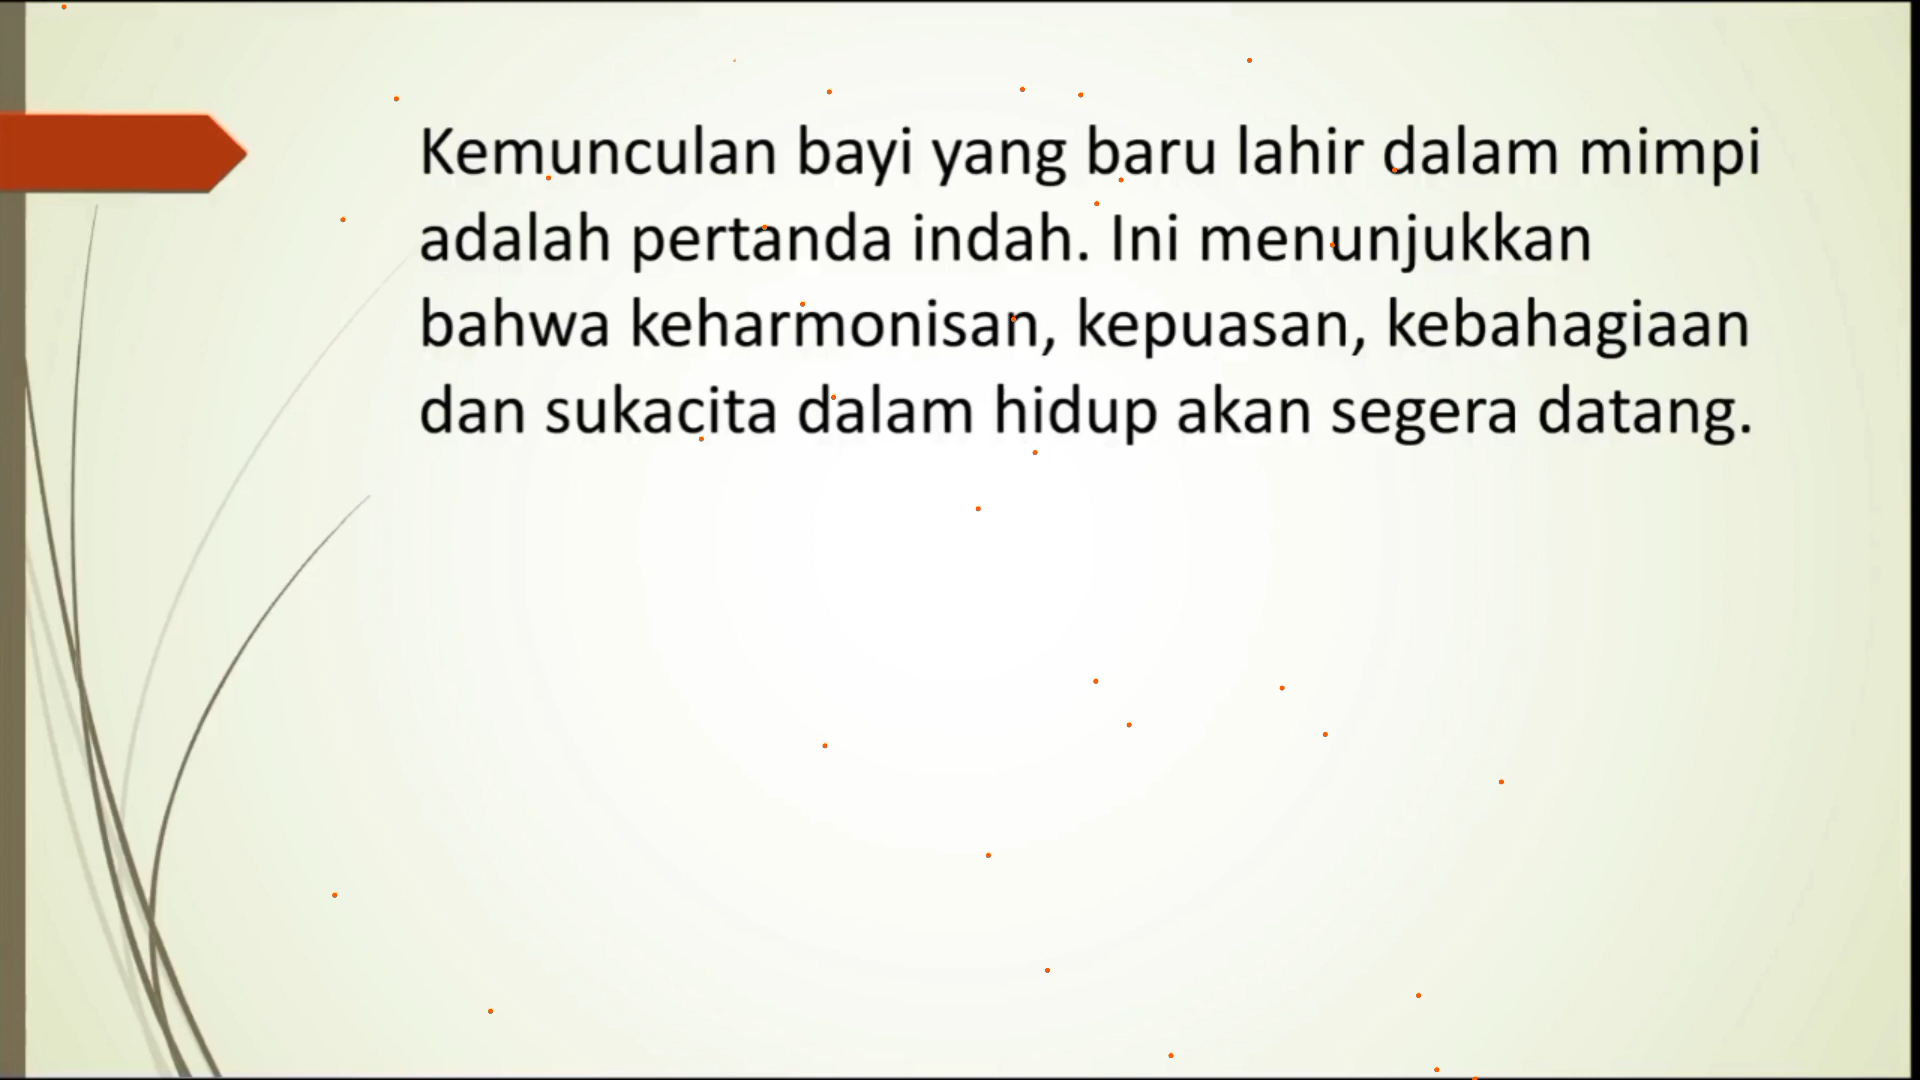 Kemunculan bayi yang baru lahir dalam mimpi
adalah pertanda indah. Ini menunjukkan
bahwa keharmonisan, kepuasan, kebahagiaan
dan sukacita dalam hidup akan segera datang.